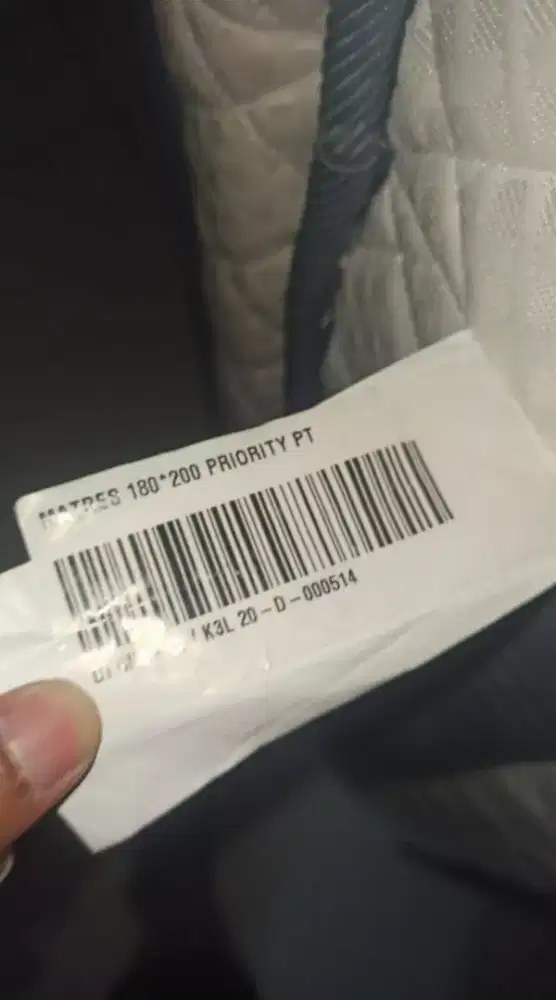 MATRES 180*200 PRIORITY PT
/ K3L 20-D-000514